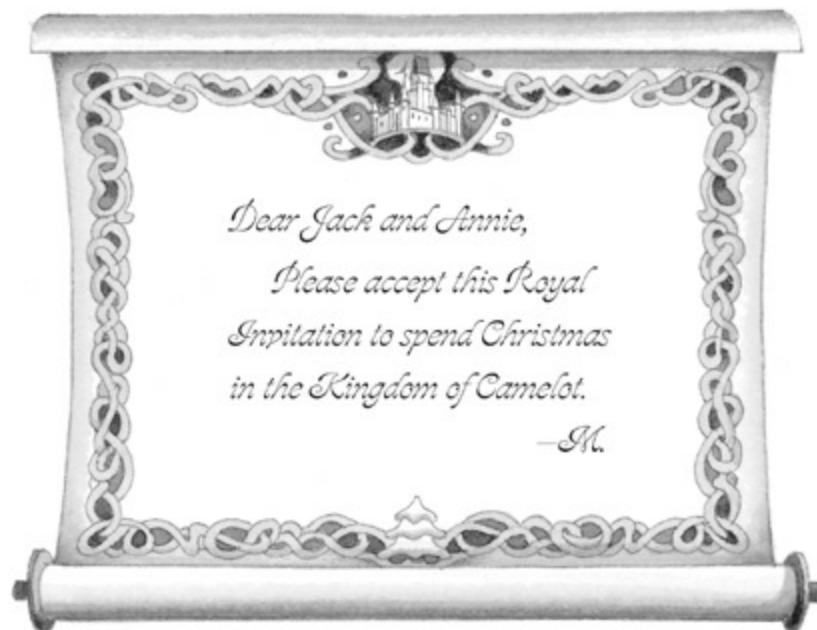 Dear Jack and Annie,
Please accept this Royal
Invitation to spend Christmas
in the Kingdom of Camelot.
—M.